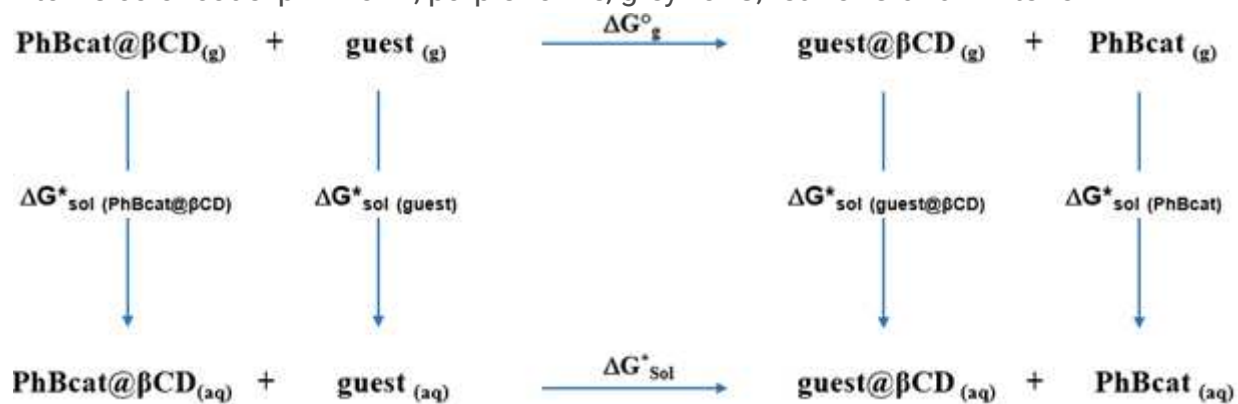 PhBcat@βCD(g) + guest (g) ΔG°g guest@βCD (g) + PhBcat (g)
ΔG*sol (PhBcat@βCD) ΔG*sol (guest) ΔG*sol (guest@βCD) ΔG*sol (PhBcat)
PhBcat@βCD(aq) + guest (aq) ΔG*Sol guest@βCD (aq) + PhBcat (aq)